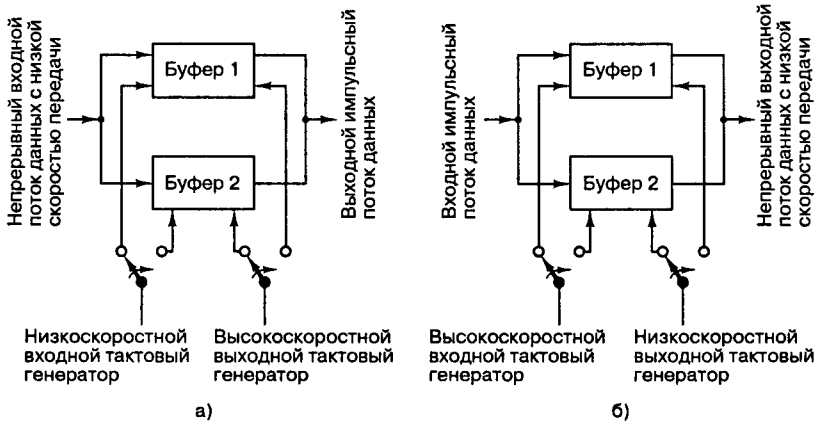 Непрерывный входной
поток данных с низкой
скоростью передачи
Буфер 1
Буфер 2
Выходной импульсный
поток данных
Низкоскоростной
входной тактовый
генератор
Высокоскоростной
выходной тактовый
генератор
а)
Входной импульсный
поток данных
Буфер 1
Буфер 2
Непрерывный выходной
поток данных с низкой
скоростью передачи
Высокоскоростной
входной тактовый
генератор
Низкоскоростной
выходной тактовый
генератор
б)